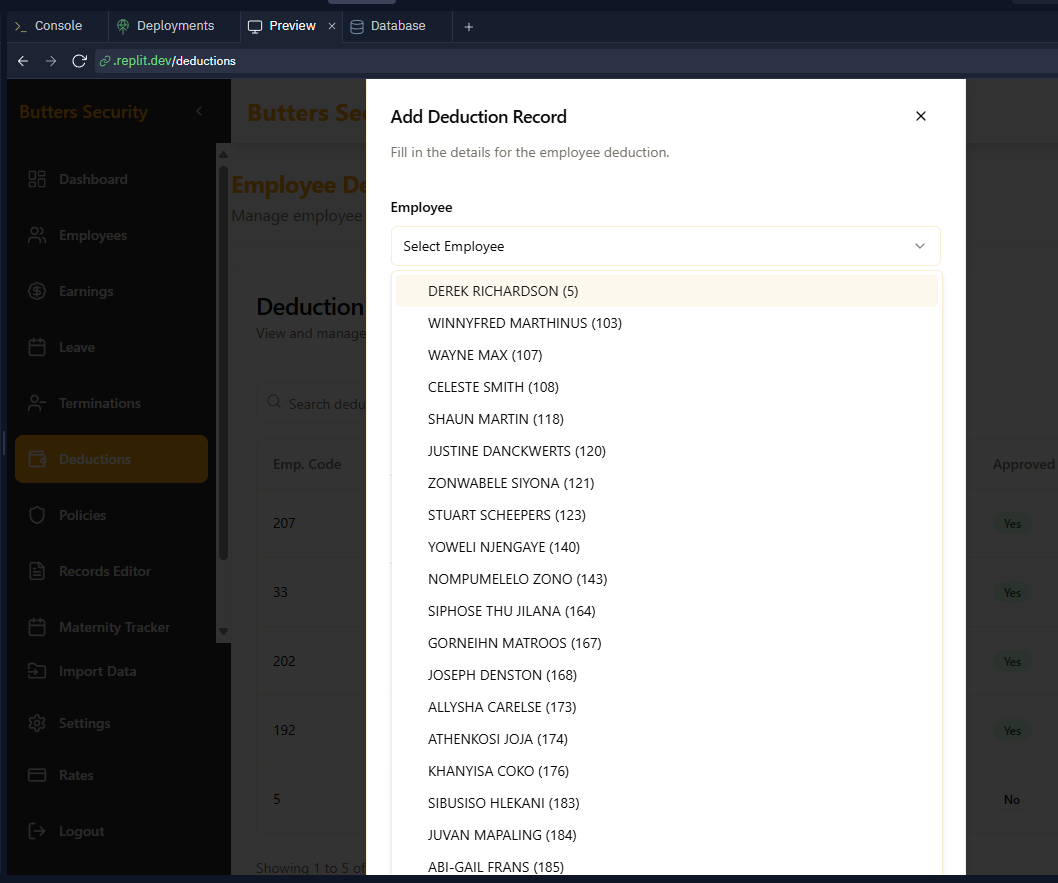 Console
Deployments
Preview
Database
.replit.dev/deductions
Butters Security
Dashboard
Employees
Earnings
Leave
Terminations
Deductions
Policies
Records Editor
Maternity Tracker
Import Data
Settings
Rates
Logout
Butters
Employee
Manage employee
Deduction
View and manage
Search
Emp. Code
Approved
207
Yes
33
Yes
202
Yes
192
Yes
5
No
Showing 1 to 5 of
Add Deduction Record
Fill in the details for the employee deduction.
Employee
Select Employee
DEREK RICHARDSON (5)
WINNYFRED MARTHINUS (103)
WAYNE MAX (107)
CELESTE SMITH (108)
SHAUN MARTIN (118)
JUSTINE DANCKWERTS (120)
ZONWABELE SIYONA (121)
STUART SCHEEPERS (123)
YOWELI NJENGAYE (140)
NOMPUMELELO ZONO (143)
SIPHOSE THU JILANA (164)
GORNEIHN MATROOS (167)
JOSEPH DENSTON (168)
ALLYSHA CARELSE (173)
ATHENKOSI JOJA (174)
KHANYISA COKO (176)
SIBUSISO HLEKANI (183)
JUVAN MAPALING (184)
ABI-GAIL FRANS (185)